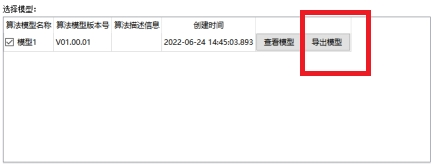 选择模型:
算法模型名称 算法模型版本号 算法描述信息 创建时间
模型1 V01.00.01 2022-06-24 14:45:03.893 查看模型 导出模型